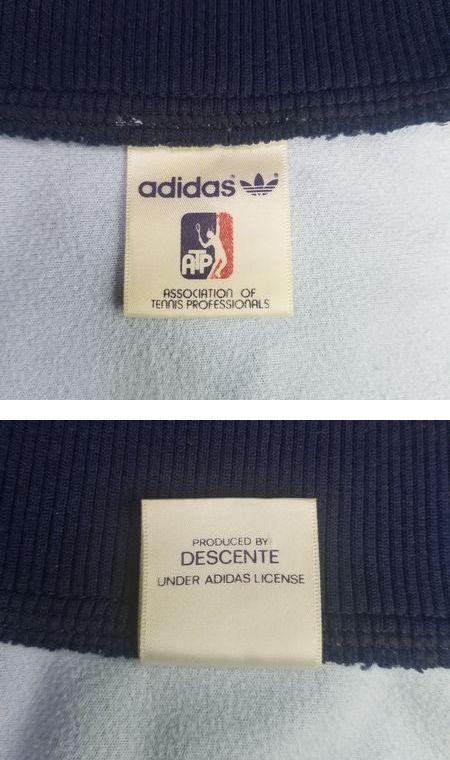 adidas
ATP
ASSOCIATION OF
TENNIS PROFESSIONALS
PRODUCED BY
DESCENTE
UNDER ADIDAS LICENSE